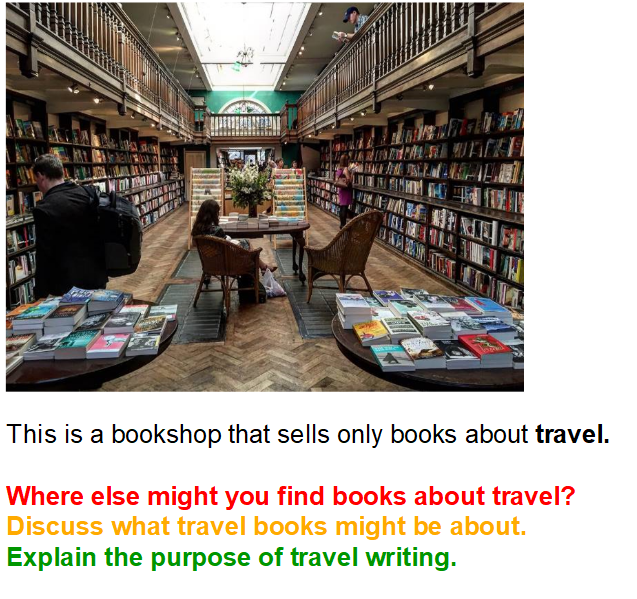 This is a bookshop that sells only books about travel.
Where else might you find books about travel?
Discuss what travel books might be about.
Explain the purpose of travel writing.